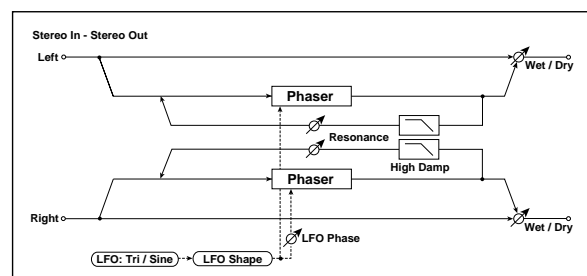 Stereo In - Stereo Out
Left
Wet / Dry
Phaser
Resonance
High Damp
Phaser
Right
Wet / Dry
LFO Phase
LFO: Tri / Sine
LFO Shape